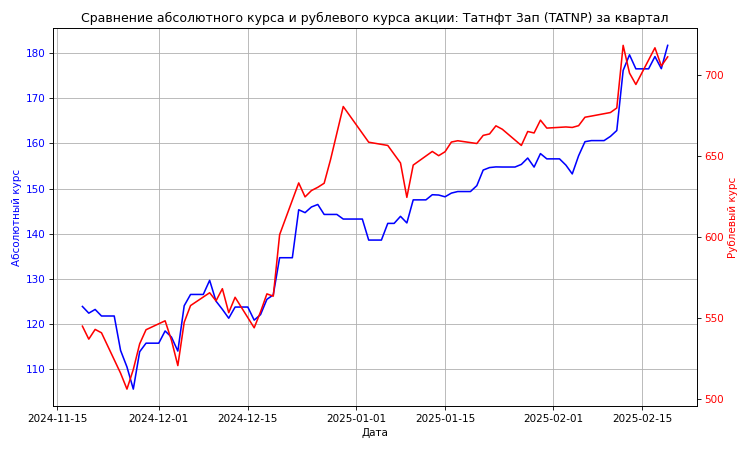 Сравнение абсолютного курса и рублевого курса акции: Татнфт 3ап (TATNP) за квартал
Абсолютный курс
180
170
160
150
140
130
120
110
700
650
600
550
500
Рублевый курс
2024-11-15 2024-12-01 2024-12-15 2025-01-01 2025-01-15 2025-02-01 2025-02-15
Дата